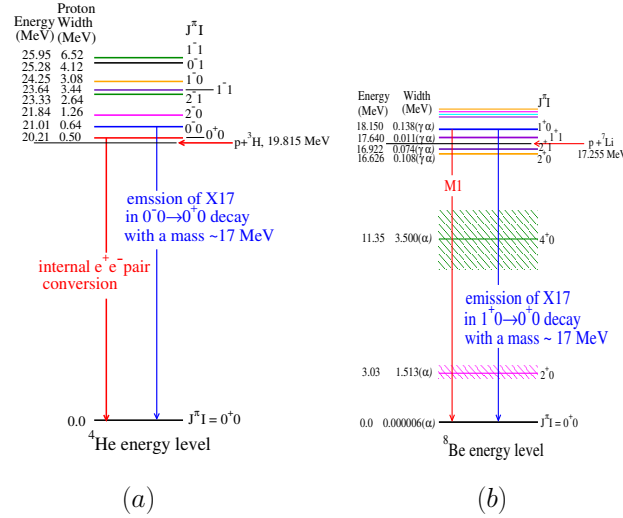 Energy (MeV) Proton Width (MeV) JπI
25.95 6.52 1⁻1
25.28 4.12 0⁻1
24.25 3.08 1⁻0
23.64 3.44 1⁻1
23.33 2.64 2⁻1
21.84 1.26 2⁻0
21.01 0.64 0⁻0
20.21 0.50 0⁺0
p+³H, 19.815 MeV
emssion of X17
in 0⁻0→0⁺0 decay
with a mass ~17 MeV
internal e⁺e⁻pair
conversion
0.0 JπI = 0⁺0
⁴He energy level
(a)
Energy (MeV) Width (MeV) JπI
18.150 0.138(γα) 1⁺0
17.640 0.011(γα) 1⁺1
p+⁷Li
17.255 MeV
16.922 0.074(γα) 2⁺1
16.626 0.108(γα) 2⁺0
M1
11.35 3.500(α) 4⁺0
emission of X17
in 1⁺0→0⁺0 decay
with a mass ~ 17 MeV
3.03 1.513(α) 2⁺0
0.0 0.000006(α) JπI = 0⁺0
⁸Be energy level
(b)